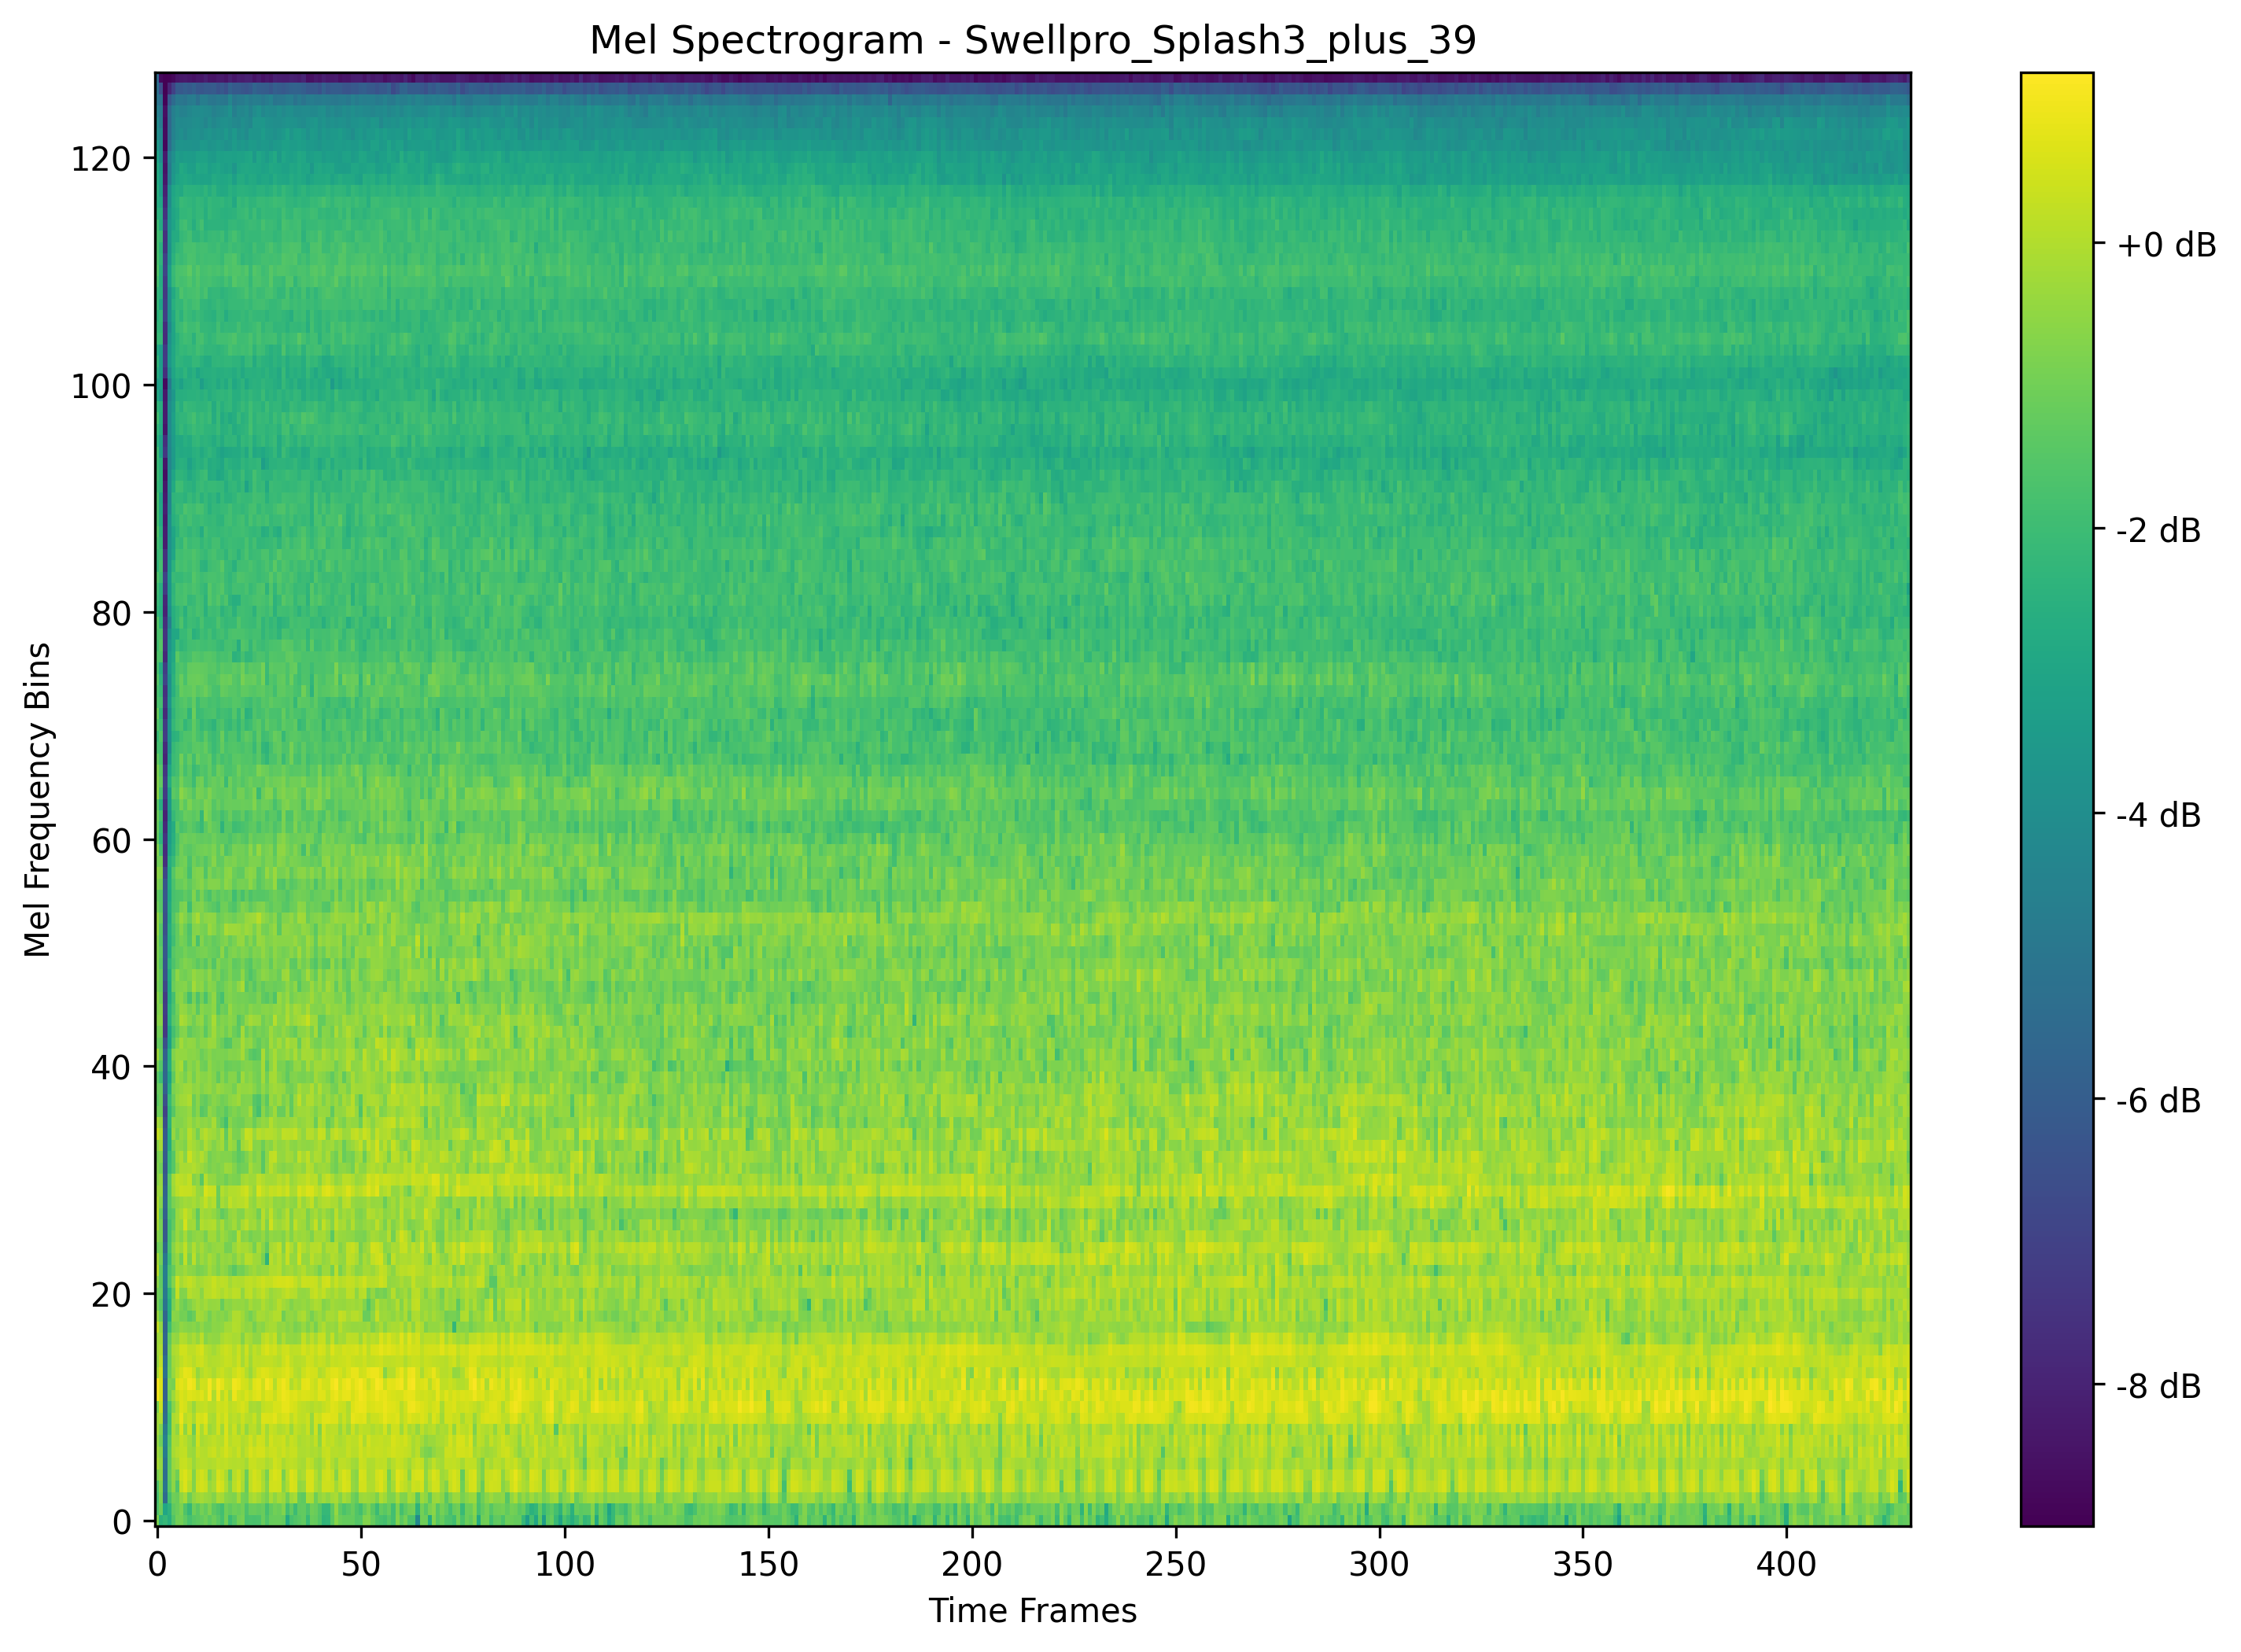 Mel Spectrogram - Swellpro_Splash3_plus_39
120
100
80
60
40
20
0
Mel Frequency Bins
0 50 100 150 200 250 300 350 400
Time Frames
+0 dB
-2 dB
-4 dB
-6 dB
-8 dB